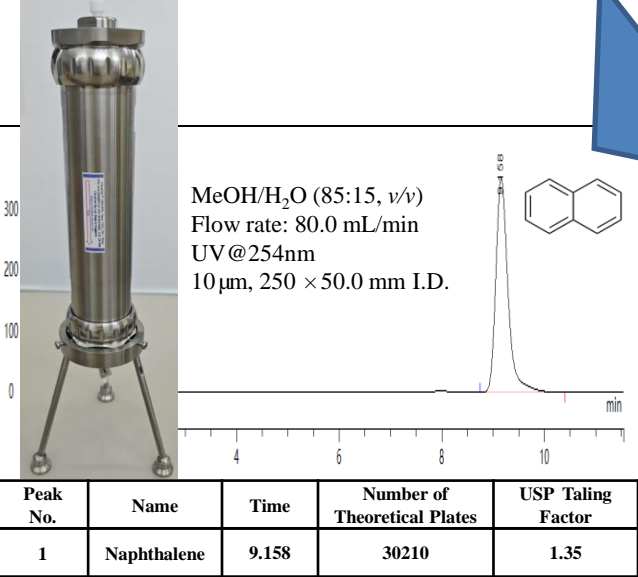 9.158
MeOH/H₂O (85:15, v/v)
Flow rate: 80.0 mL/min
UV@254nm
10μm, 250 × 50.0 mm I.D.
300
200
100
0
min
4 6 8 10
Peak No. Name Time Number of Theoretical Plates USP Taling Factor
1 Naphthalene 9.158 30210 1.35